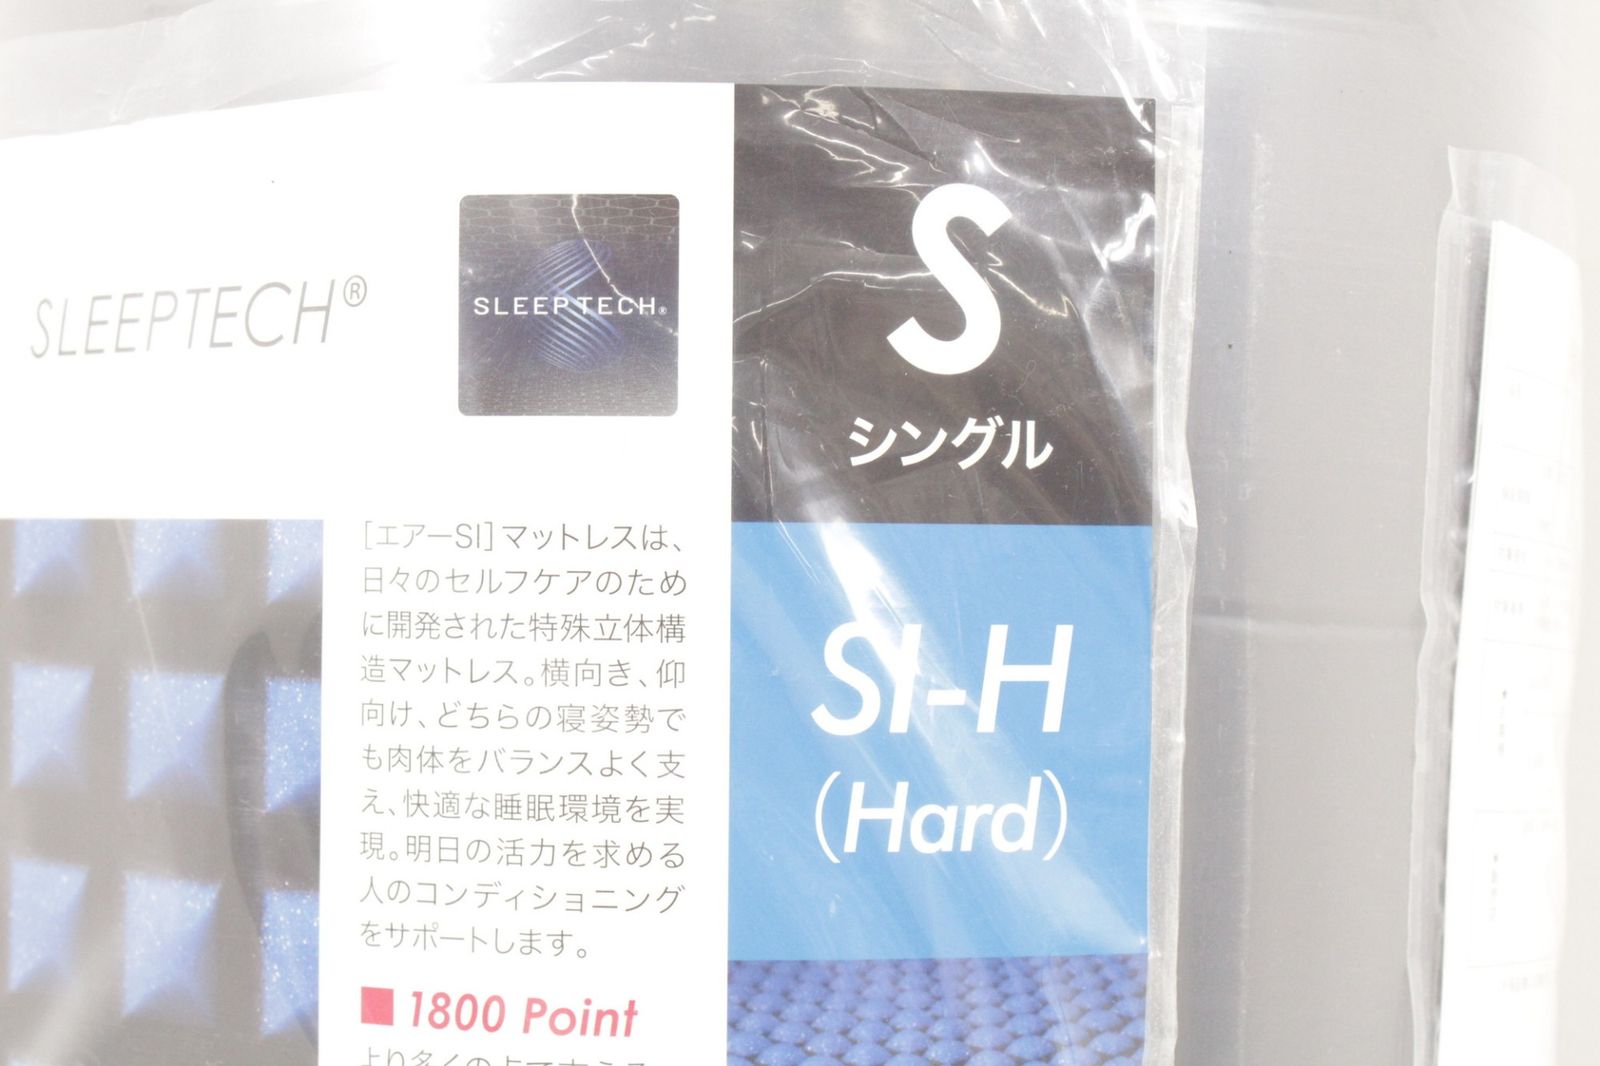 SLEEPTECH®
SLEEPTECH®
S
シングル
SI-H
(Hard)
[エアーSI]マットレスは、
日々のセルフケアのため
に開発された特殊立体構
造マットレス。横向き、仰
向け、どちらの寝姿勢で
も肉体をバランスよく支
え、快適な睡眠環境を実
現。明日の活力を求める
人のコンディショニング
をサポートします。
■1800 Point